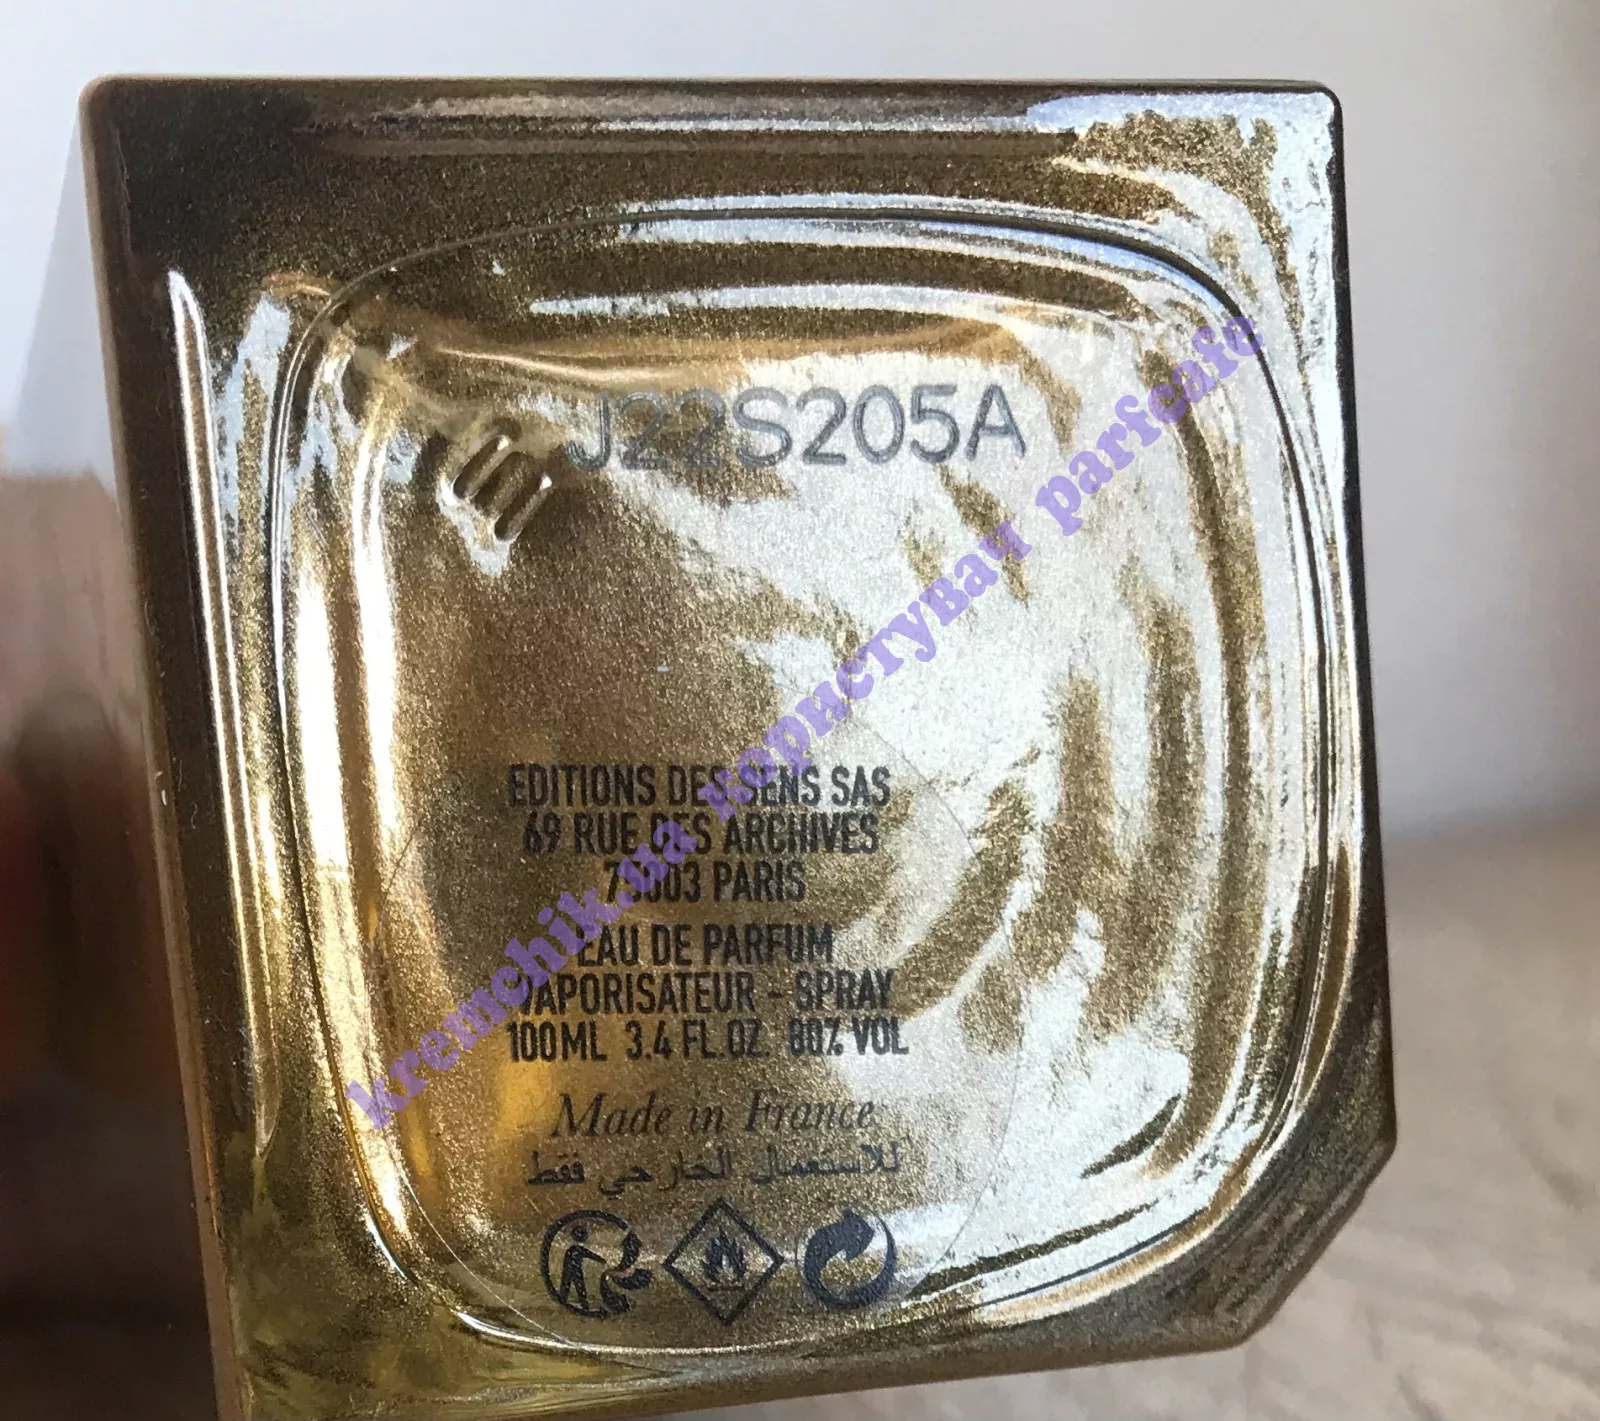 J22S205A
EDITIONS DES SENS SAS
69 RUE DES ARCHIVES
75003 PARIS
EAU DE PARFUM
VAPORISATEUR - SPRAY
100ML 3.4 FL.OZ. 80% VOL
Made in France
للاستعمال الخارجي فقط
kremchik.ua користувач parfcafe